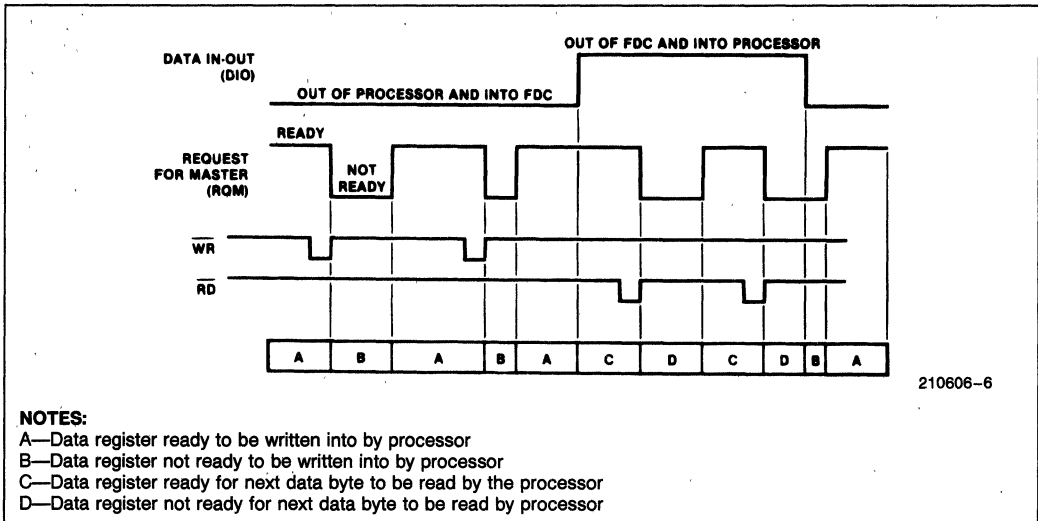 OUT OF FDC AND INTO PROCESSOR
DATA IN-OUT
(DIO)
OUT OF PROCESSOR AND INTO FDC
READY
REQUEST
FOR MASTER
(RQM)
NOT
READY
WR
RD
A B A B A C D C D B A
210606–6
NOTES:
A—Data register ready to be written into by processor
B—Data register not ready to be written into by processor
C—Data register ready for next data byte to be read by the processor
D—Data register not ready for next data byte to be read by processor